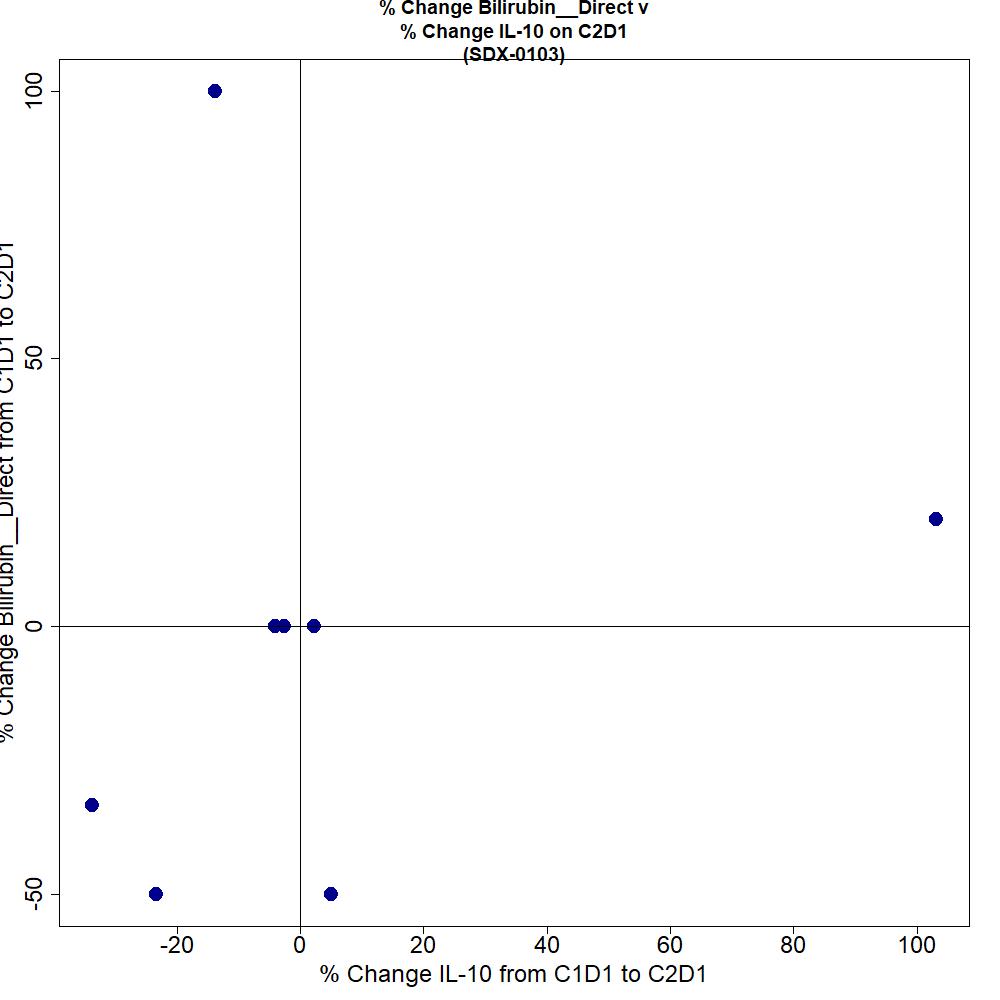 % Change Bilirubin__Direct v
% Change IL-10 on C2D1
(SDX-0103)
% Change Bilirubin__Direct from C1D1 to C2D1
100
50
0
-50
-20
0
20
40
60
80
100
% Change IL-10 from C1D1 to C2D1